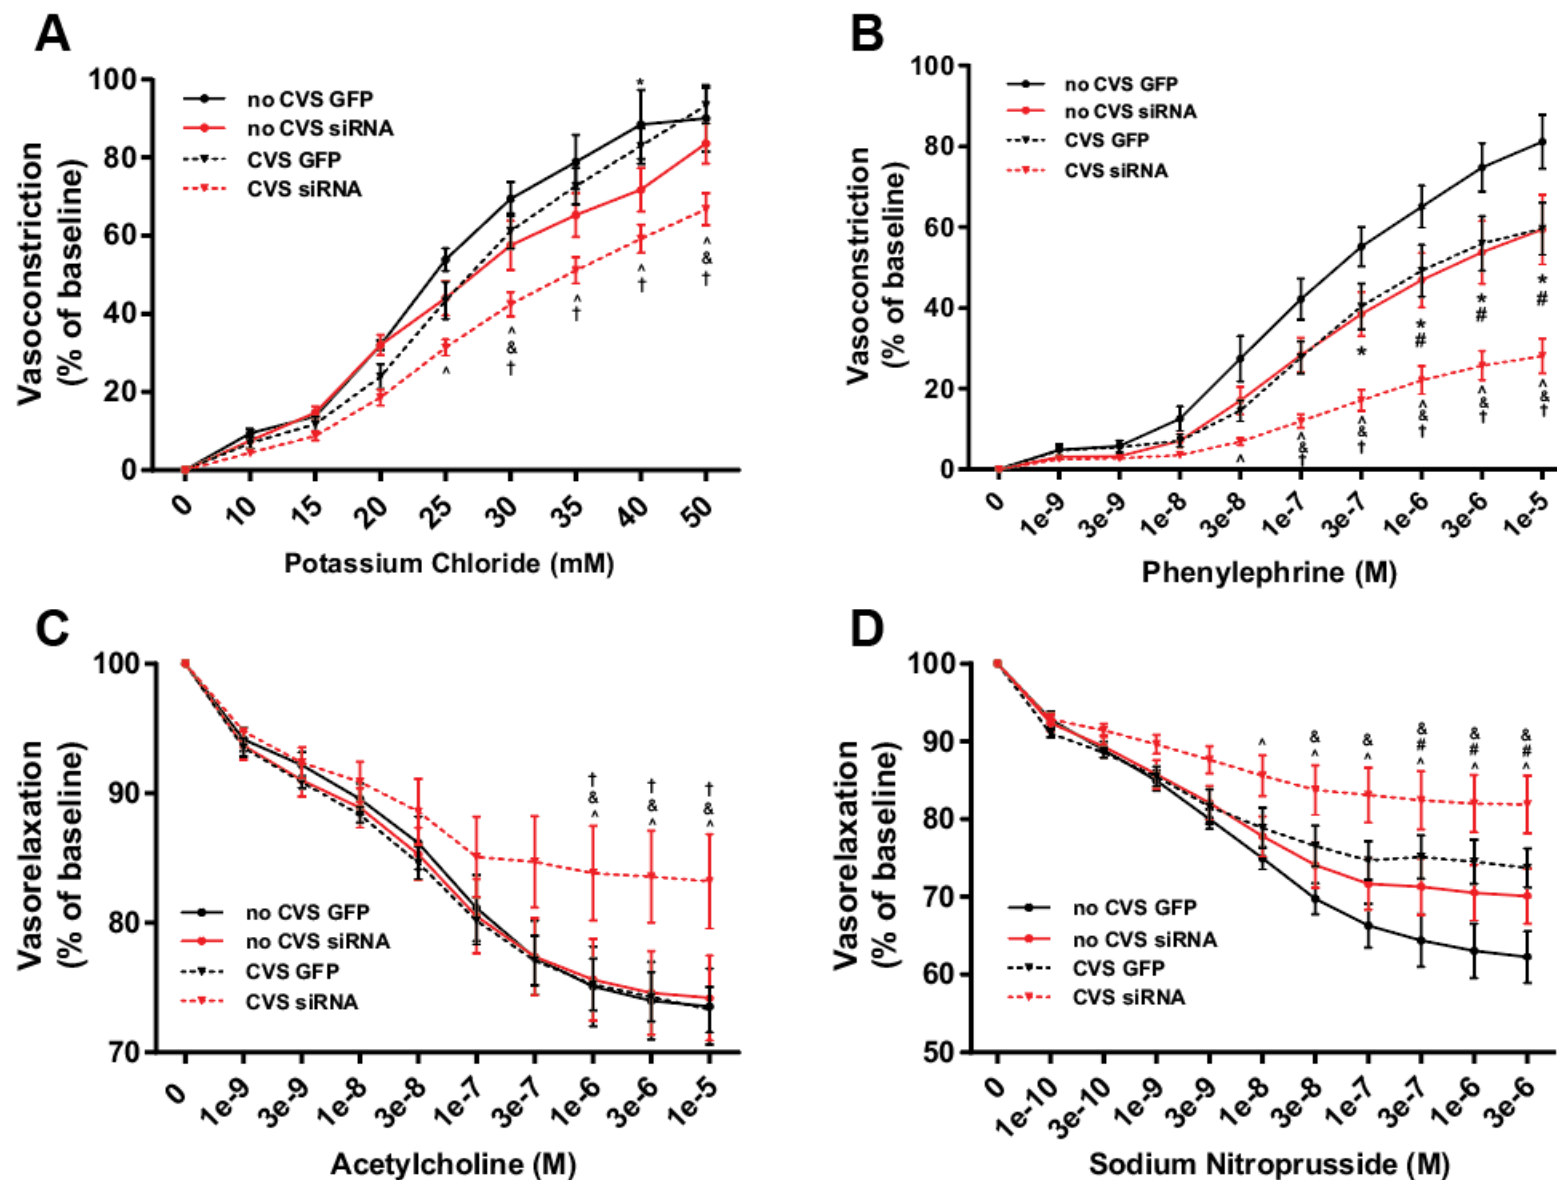 A
Vasoconstriction
(% of baseline)
100
80
60
40
20
0
no CVS GFP
no CVS siRNA
CVS GFP
CVS siRNA
*
^
^
&
†
^
†
^
†
^
&
†
0
10
15
20
25
30
35
40
50
Potassium Chloride (mM)
B
Vasoconstriction
(% of baseline)
100
80
60
40
20
0
no CVS GFP
no CVS siRNA
CVS GFP
CVS siRNA
*
*
#
*
#
*
#
^
^
&
†
^
&
†
^
&
†
^
&
†
^
&
†
0
1e-9
3e-9
1e-8
3e-8
1e-7
3e-7
1e-6
3e-6
1e-5
Phenylephrine (M)
C
Vasorelaxation
(% of baseline)
100
90
80
70
†
&
^
†
&
^
†
&
^
no CVS GFP
no CVS siRNA
CVS GFP
CVS siRNA
0
1e-9
3e-9
1e-8
3e-8
1e-7
3e-7
1e-6
3e-6
1e-5
Acetylcholine (M)
D
Vasorelaxation
(% of baseline)
100
90
80
70
60
50
^
&
^
&
^
&
#
^
&
#
^
&
#
^
no CVS GFP
no CVS siRNA
CVS GFP
CVS siRNA
0
1e-10
3e-10
1e-9
3e-9
1e-8
3e-8
1e-7
3e-7
1e-6
3e-6
Sodium Nitroprusside (M)